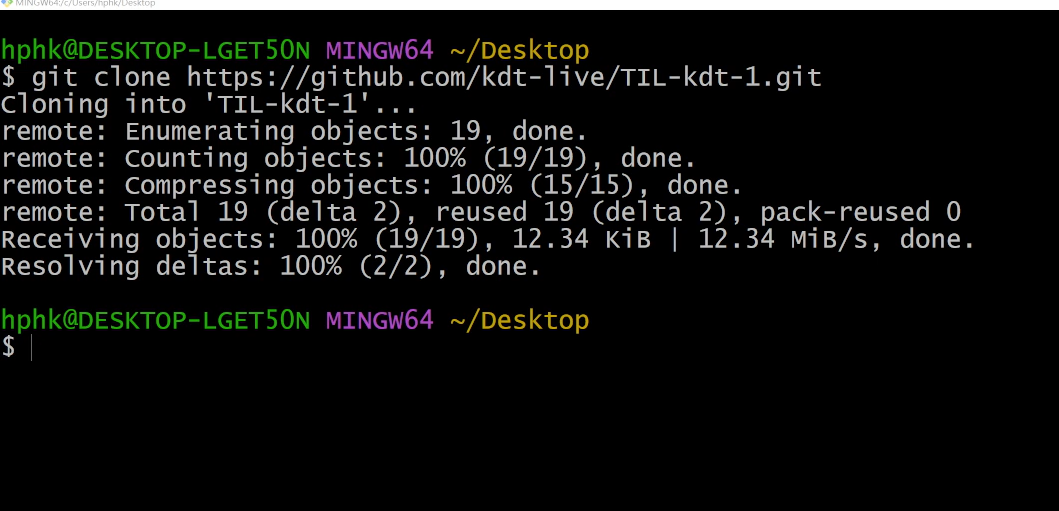 MINGW64:/c/Users/hphk/Desktop
hphk@DESKTOP-LGET5ON MINGW64 ~/Desktop
$ git clone https://github.com/kdt-live/TIL-kdt-1.git
Cloning into 'TIL-kdt-1'...
remote: Enumerating objects: 19, done.
remote: Counting objects: 100% (19/19), done.
remote: Compressing objects: 100% (15/15), done.
remote: Total 19 (delta 2), reused 19 (delta 2), pack-reused 0
Receiving objects: 100% (19/19), 12.34 KiB | 12.34 MiB/s, done.
Resolving deltas: 100% (2/2), done.
hphk@DESKTOP-LGET5ON MINGW64 ~/Desktop
$